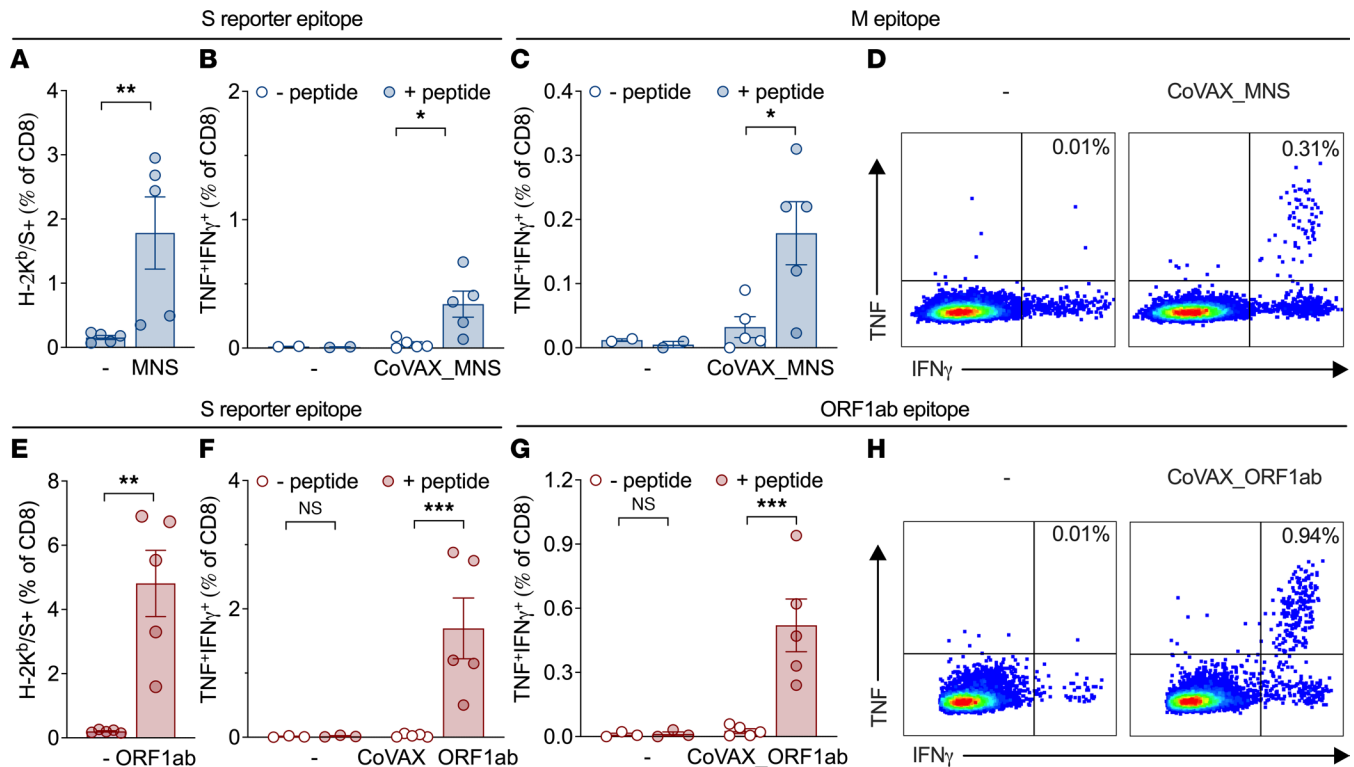 S reporter epitope
M epitope
A
B
C
D
H-2Kᵇ/S+ (% of CD8)
4
3
2
1
0
**
- MNS
TNF⁺IFNγ⁺ (% of CD8)
2
1
0
- peptide + peptide
*
- CoVAX_MNS
TNF⁺IFNγ⁺ (% of CD8)
0.4
0.3
0.2
0.1
0.0
- peptide + peptide
*
- CoVAX_MNS
- CoVAX_MNS
0.01% 0.31%
TNF
IFNγ
S reporter epitope
ORF1ab epitope
E
F
G
H
H-2Kᵇ/S+ (% of CD8)
8
6
4
2
0
**
- ORF1ab
TNF⁺IFNγ⁺ (% of CD8)
4
2
0
- peptide + peptide
NS ***
- CoVAX_ORF1ab
TNF⁺IFNγ⁺ (% of CD8)
1.2
0.9
0.6
0.3
0.0
- peptide + peptide
NS ***
- CoVAX_ORF1ab
- CoVAX_ORF1ab
0.01% 0.94%
TNF
IFNγ